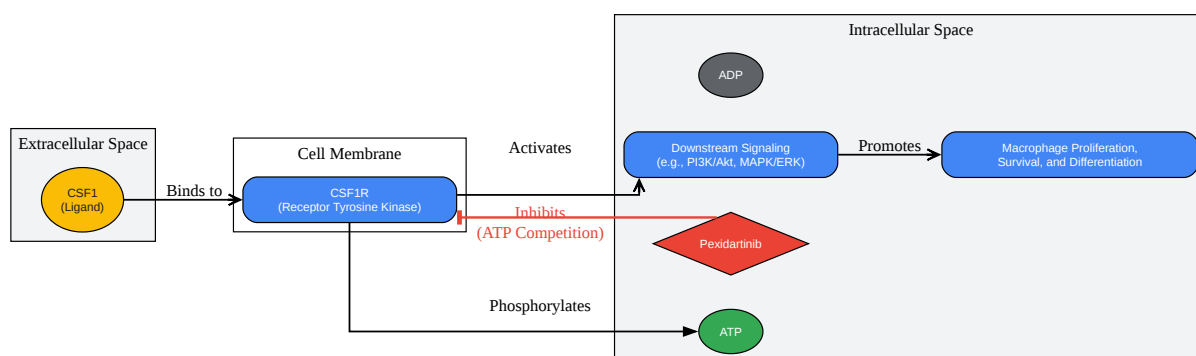 Intracellular Space
ADP
Extracellular Space
CSF1
(Ligand)
Binds to
Cell Membrane
CSF1R
(Receptor Tyrosine Kinase)
Activates
Downstream Signaling
(e.g., PI3K/Akt, MAPK/ERK)
Promotes
Macrophage Proliferation,
Survival, and Differentiation
Inhibits
(ATP Competition)
Pexidartinib
Phosphorylates
ATP